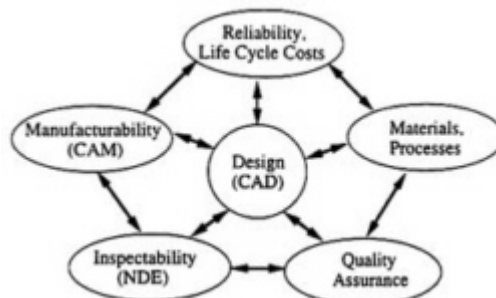 Reliability,
Life Cycle Costs
Manufacturability
(CAM)
Materials,
Processes
Design
(CAD)
Inspectability
(NDE)
Quality
Assurance